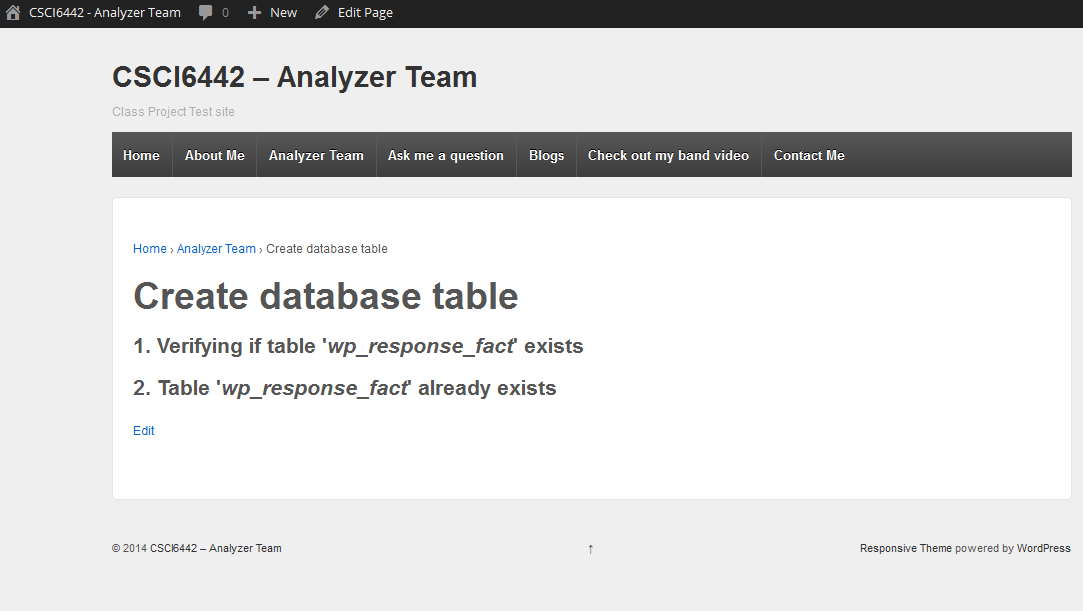 CSCI6442 - Analyzer Team 0 New Edit Page
CSCI6442 – Analyzer Team
Class Project Test site
Home About Me Analyzer Team Ask me a question Blogs Check out my band video Contact Me
Home › Analyzer Team › Create database table
Create database table
1. Verifying if table 'wp_response_fact' exists
2. Table 'wp_response_fact' already exists
Edit
© 2014 CSCI6442 – Analyzer Team ↑ Responsive Theme powered by WordPress